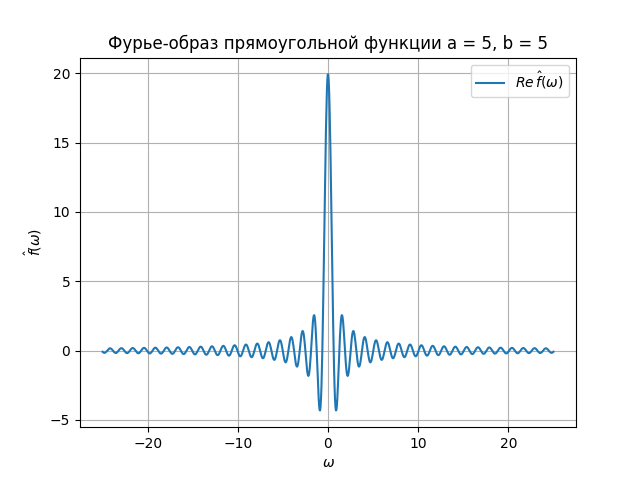 Фурье-образ прямоугольной функции a = 5, b = 5
Re f̂(ω)
20
15
10
5
0
−5
f̂(ω)
−20 −10 0 10 20
ω